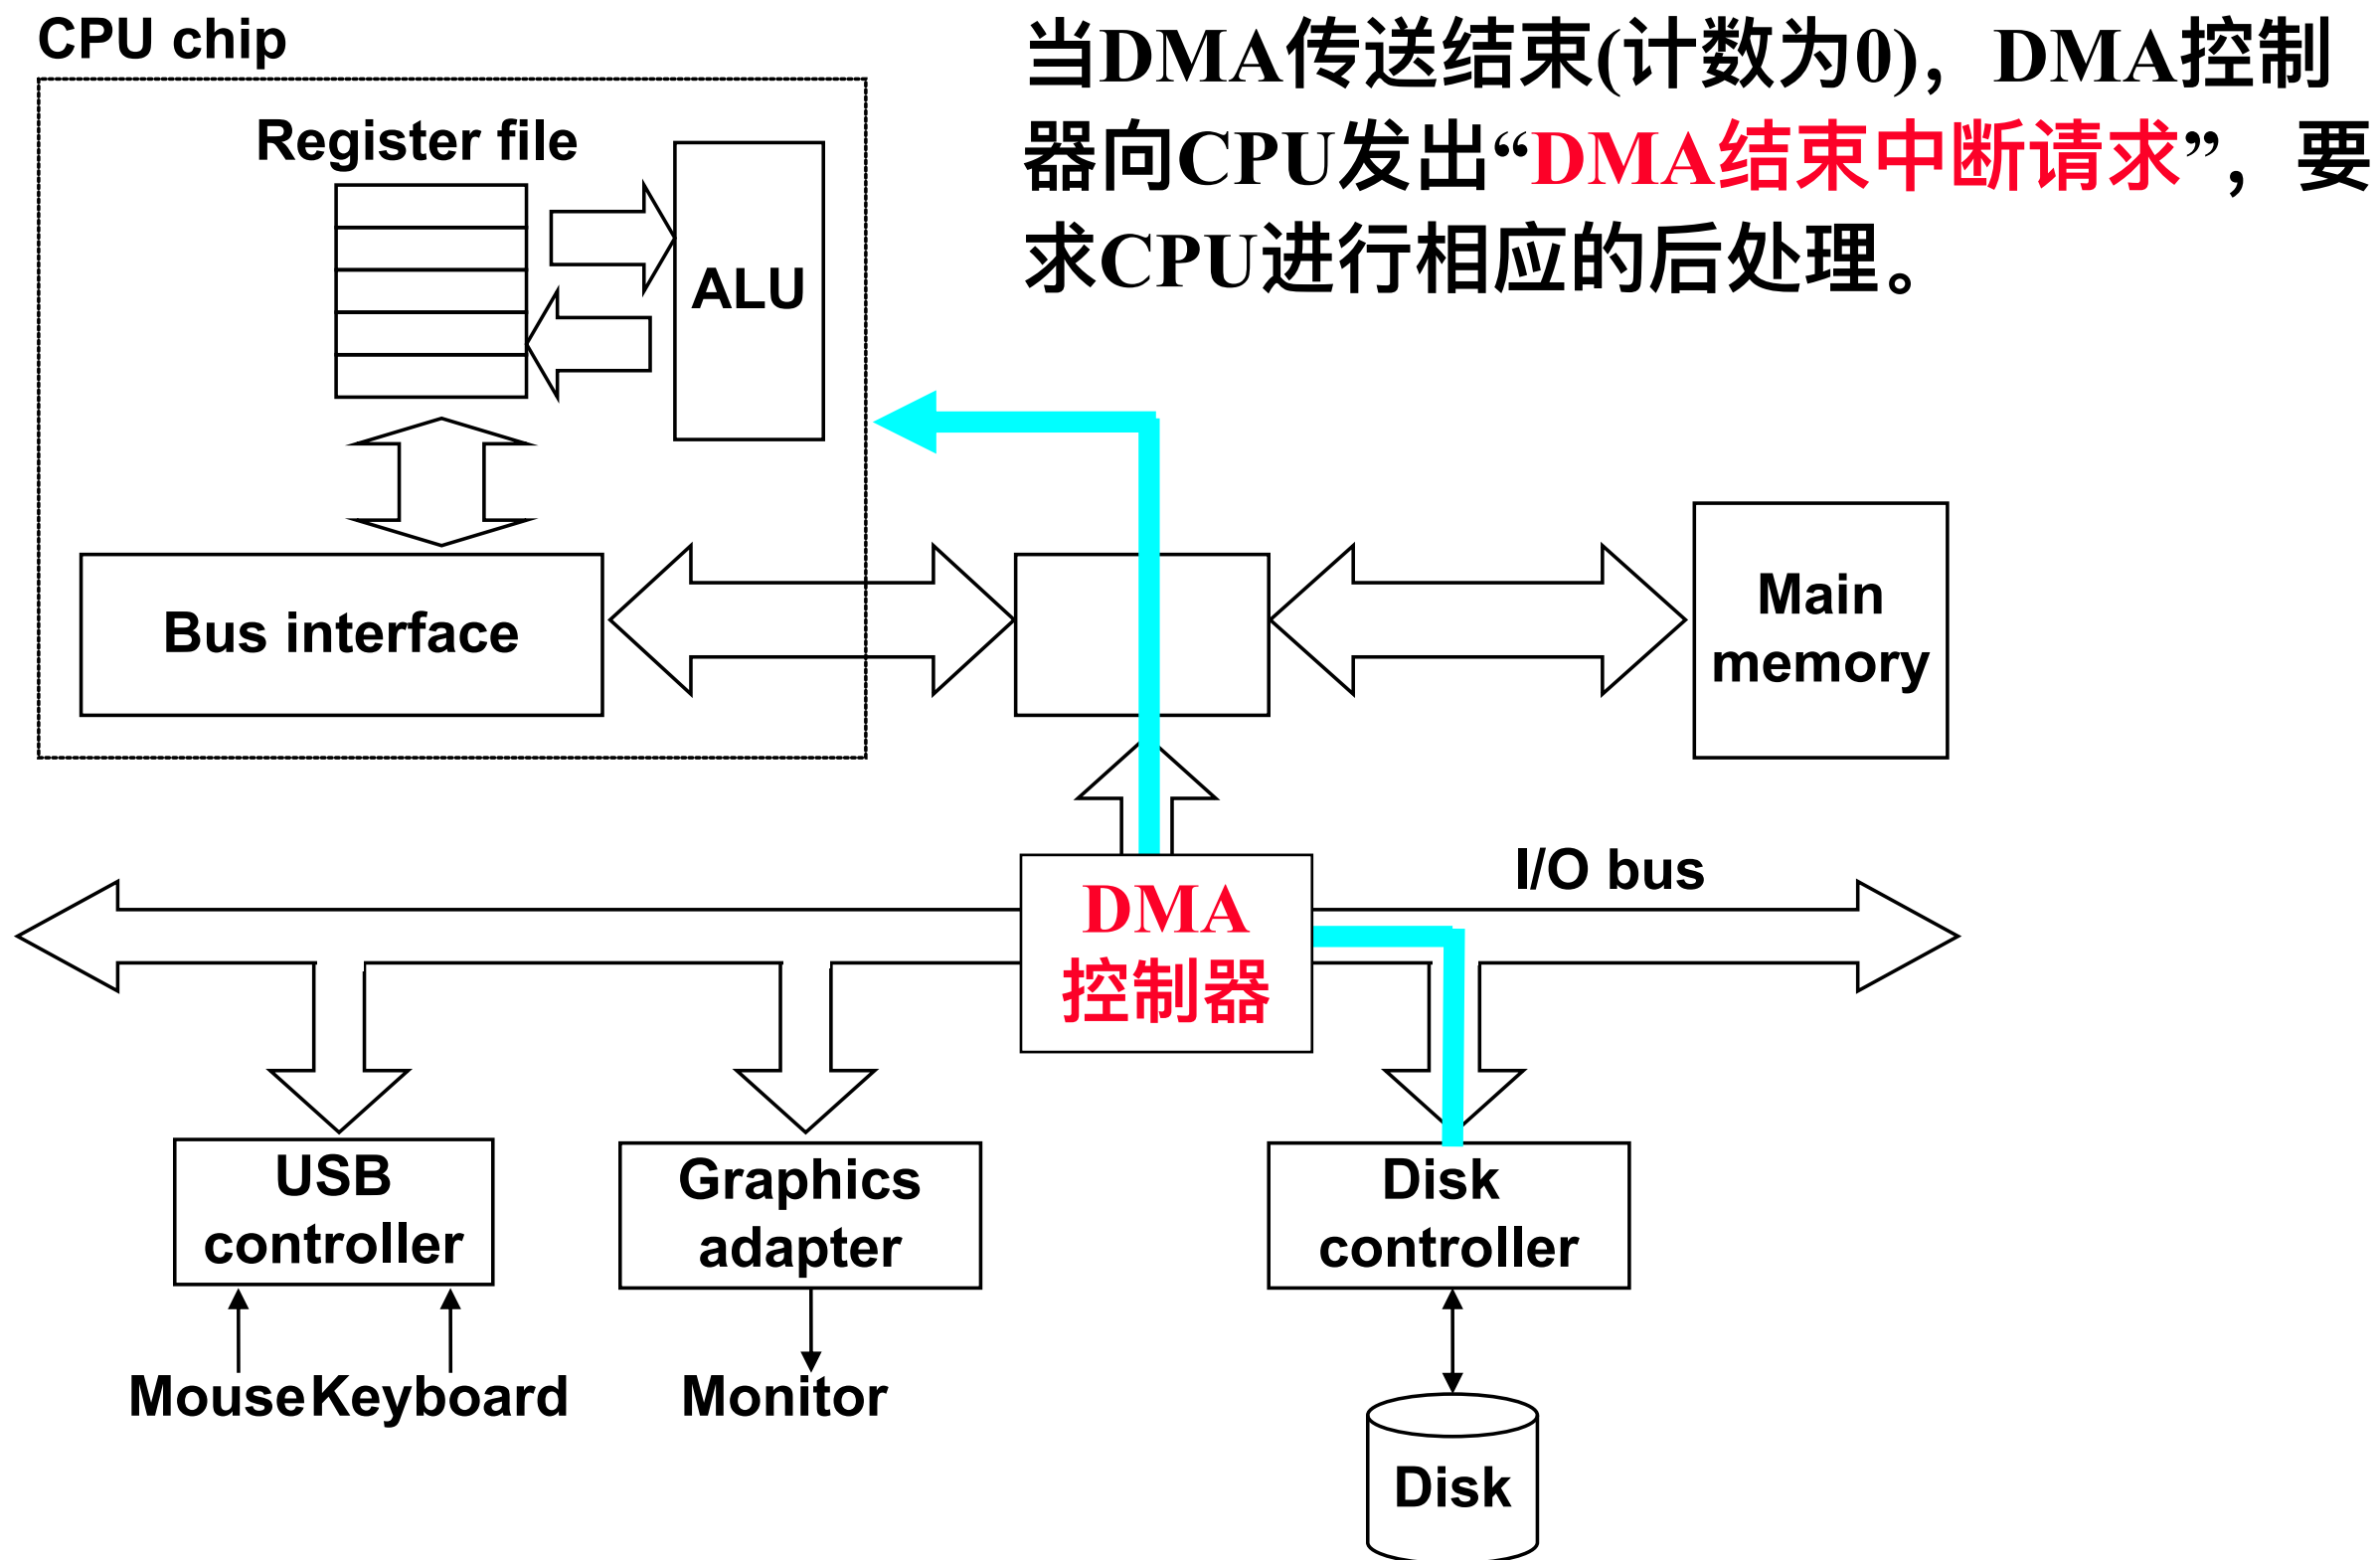 CPU chip
当DMA传送结束(计数为0)，DMA控制
器向CPU发出“DMA结束中断请求”，要
求CPU进行相应的后处理。
Register file
ALU
Bus interface
Main
memory
I/O bus
DMA
控制器
USB
controller
Graphics
adapter
Disk
controller
Mouse
Keyboard
Monitor
Disk